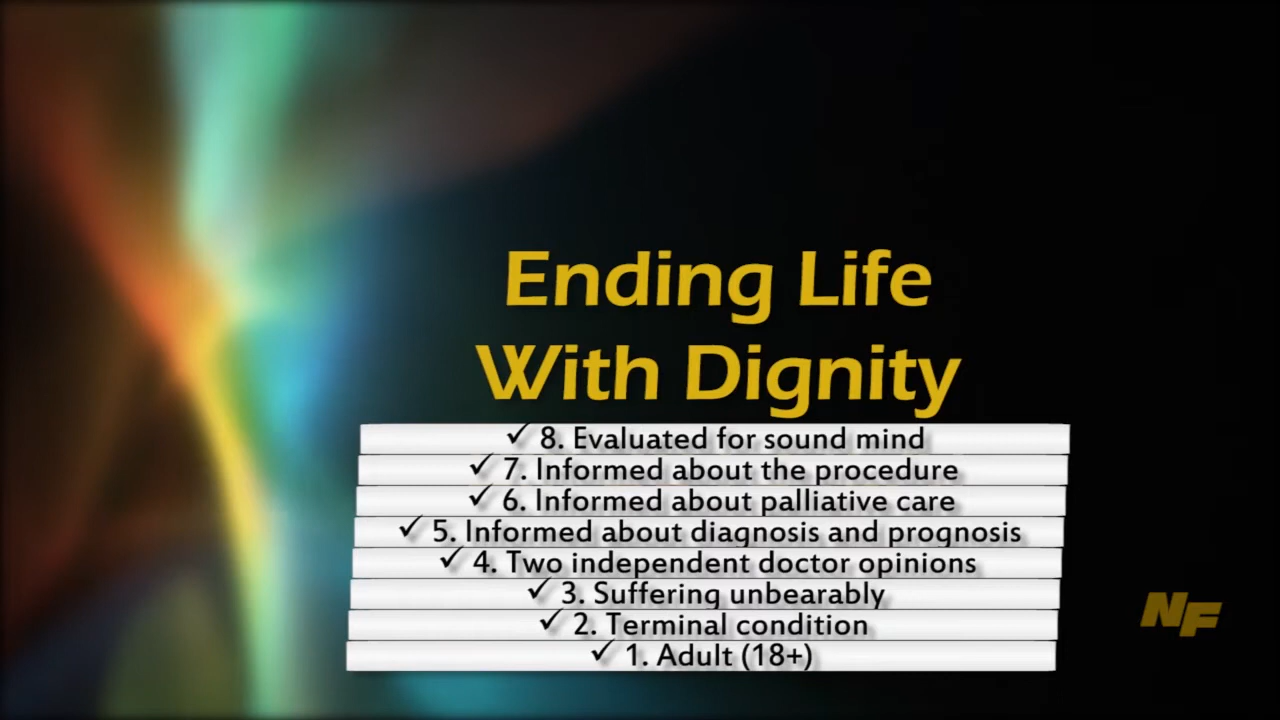 Ending Life
With Dignity
✓ 8. Evaluated for sound mind
✓ 7. Informed about the procedure
✓ 6. Informed about palliative care
✓ 5. Informed about diagnosis and prognosis
✓ 4. Two independent doctor opinions
✓ 3. Suffering unbearably
✓ 2. Terminal condition
✓ 1. Adult (18+)
NF